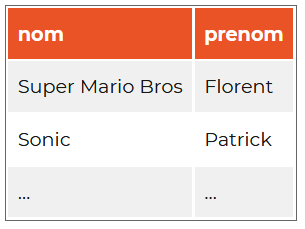 nom prenom
Super Mario Bros Florent
Sonic Patrick
... ...